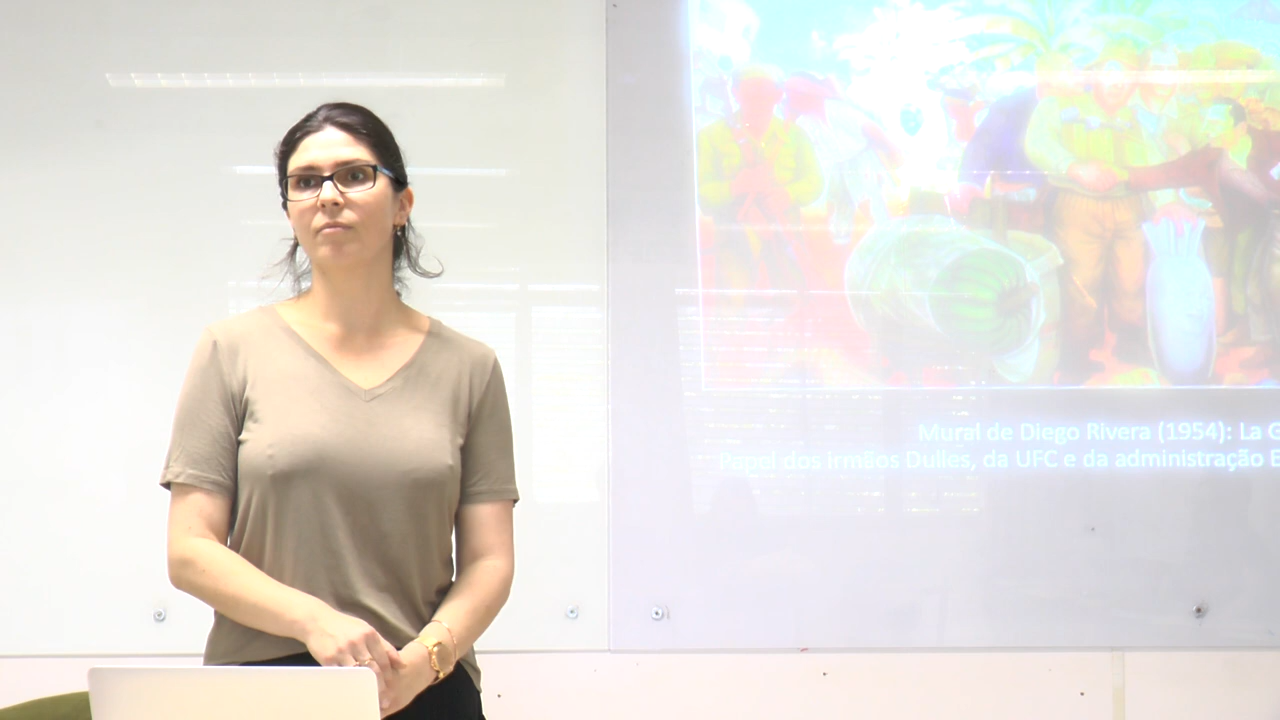 Mural de Diego Rivera (1954): La G
Papel dos irmãos Dulles, da UFC e da administração E